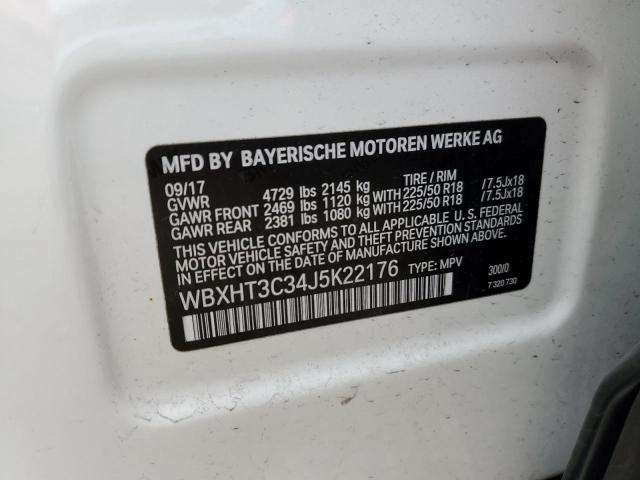 MFD BY BAYERISCHE MOTOREN WERKE AG
09/17 TIRE / RIM
GVWR 4729 lbs 2145 kg
GAWR FRONT 2469 lbs 1120 kg WITH 225/50 R18 /7.5Jx18
GAWR REAR 2381 lbs 1080 kg WITH 225/50 R18 /7.5Jx18
THIS VEHICLE CONFORMS TO ALL APPLICABLE U. S. FEDERAL
MOTOR VEHICLE SAFETY, BUMPER, AND THEFT PREVENTION STANDARDS
IN EFFECT ON THE DATE OF MANUFACTURE SHOWN ABOVE.
WBXHT3C34J5K22176 TYPE: MPV 300/0
7 320 730